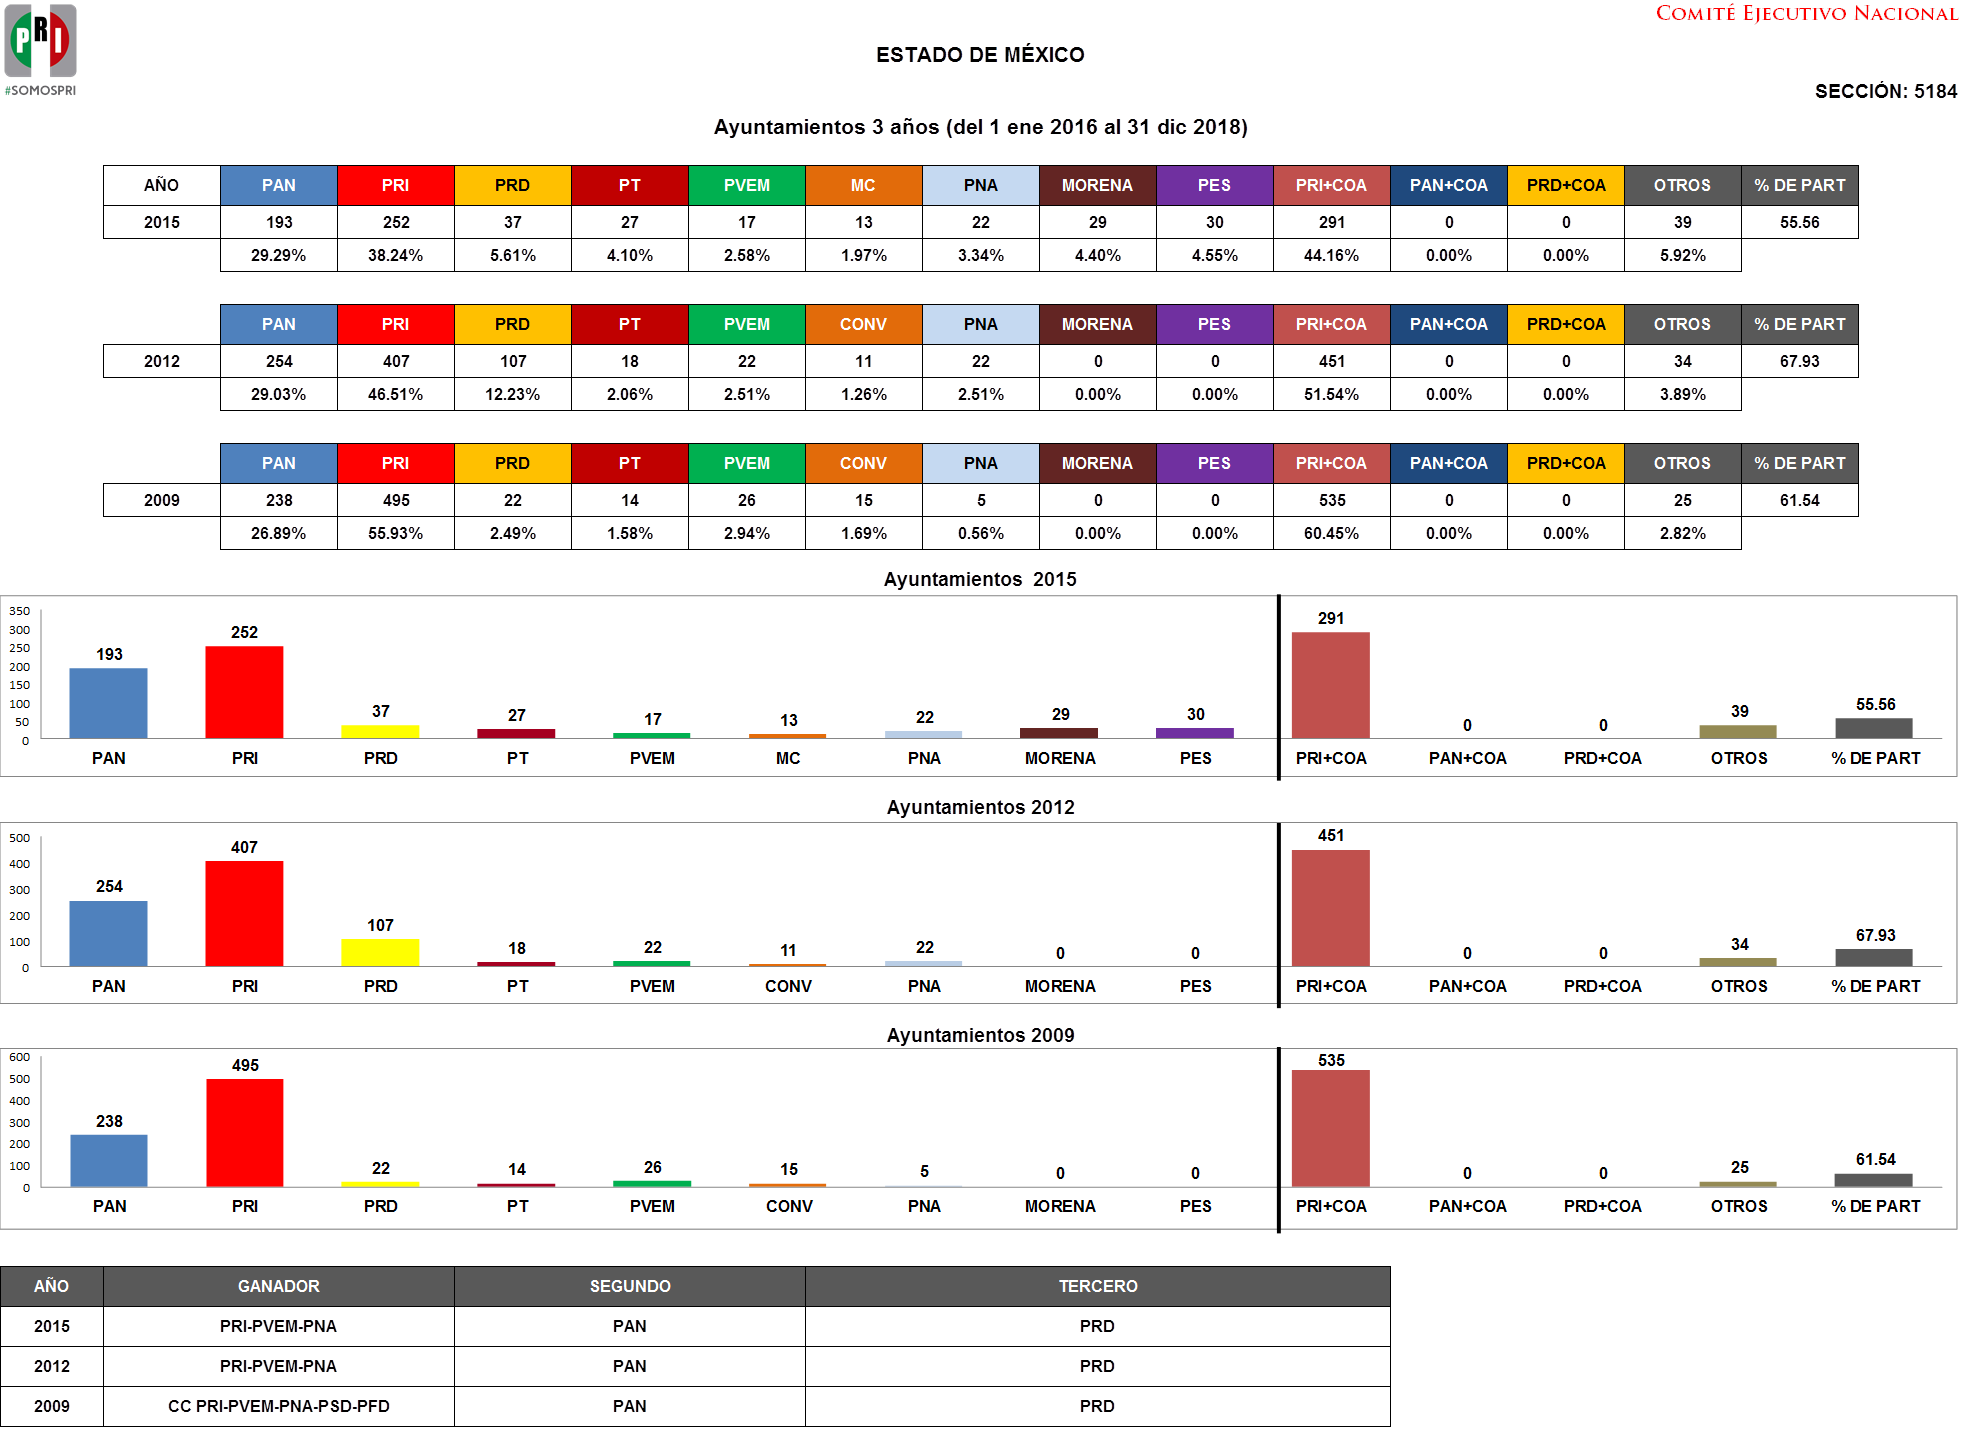 PRI
#SOMOSPRI
COMITÉ EJECUTIVO NACIONAL
ESTADO DE MÉXICO
SECCIÓN: 5184
Ayuntamientos 3 años (del 1 ene 2016 al 31 dic 2018)
AÑO PAN PRI PRD PT PVEM MC PNA MORENA PES PRI+COA PAN+COA PRD+COA OTROS % DE PART
2015 193 252 37 27 17 13 22 29 30 291 0 0 39 55.56
29.29% 38.24% 5.61% 4.10% 2.58% 1.97% 3.34% 4.40% 4.55% 44.16% 0.00% 0.00% 5.92%
PAN PRI PRD PT PVEM CONV PNA MORENA PES PRI+COA PAN+COA PRD+COA OTROS % DE PART
2012 254 407 107 18 22 11 22 0 0 451 0 0 34 67.93
29.03% 46.51% 12.23% 2.06% 2.51% 1.26% 2.51% 0.00% 0.00% 51.54% 0.00% 0.00% 3.89%
PAN PRI PRD PT PVEM CONV PNA MORENA PES PRI+COA PAN+COA PRD+COA OTROS % DE PART
2009 238 495 22 14 26 15 5 0 0 535 0 0 25 61.54
26.89% 55.93% 2.49% 1.58% 2.94% 1.69% 0.56% 0.00% 0.00% 60.45% 0.00% 0.00% 2.82%
Ayuntamientos 2015
350
300
250
200
150
100
50
0
193 252 37 27 17 13 22 29 30 291 0 0 39 55.56
PAN PRI PRD PT PVEM MC PNA MORENA PES PRI+COA PAN+COA PRD+COA OTROS % DE PART
Ayuntamientos 2012
500
400
300
200
100
0
254 407 107 18 22 11 22 0 0 451 0 0 34 67.93
PAN PRI PRD PT PVEM CONV PNA MORENA PES PRI+COA PAN+COA PRD+COA OTROS % DE PART
Ayuntamientos 2009
600
500
400
300
200
100
0
238 495 22 14 26 15 5 0 0 535 0 0 25 61.54
PAN PRI PRD PT PVEM CONV PNA MORENA PES PRI+COA PAN+COA PRD+COA OTROS % DE PART
AÑO GANADOR SEGUNDO TERCERO
2015 PRI-PVEM-PNA PAN PRD
2012 PRI-PVEM-PNA PAN PRD
2009 CC PRI-PVEM-PNA-PSD-PFD PAN PRD